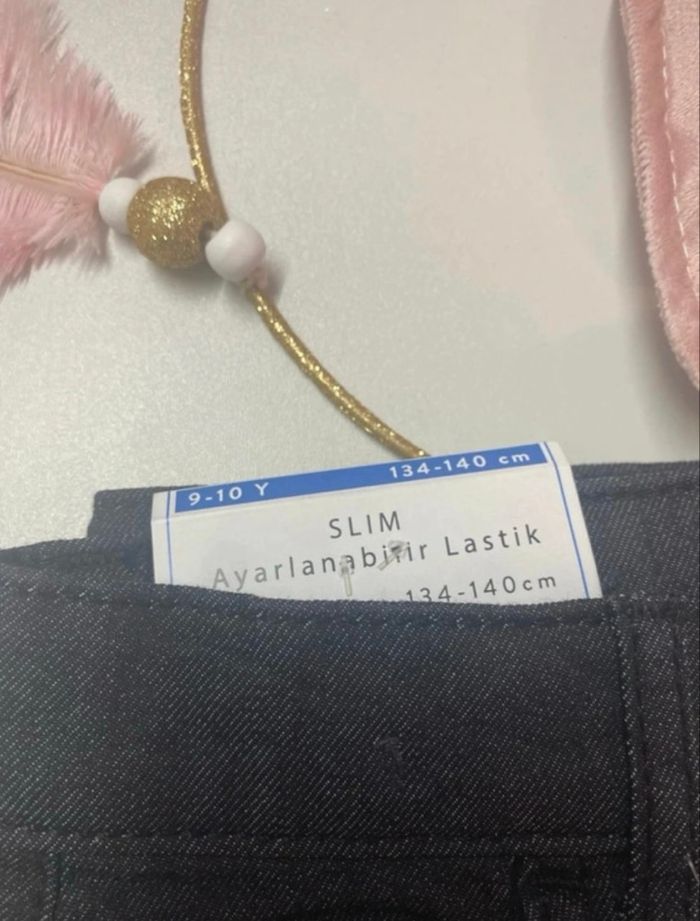 9-10 Y 134-140 cm
SLIM
Ayarlanabilir Lastik
134-140cm